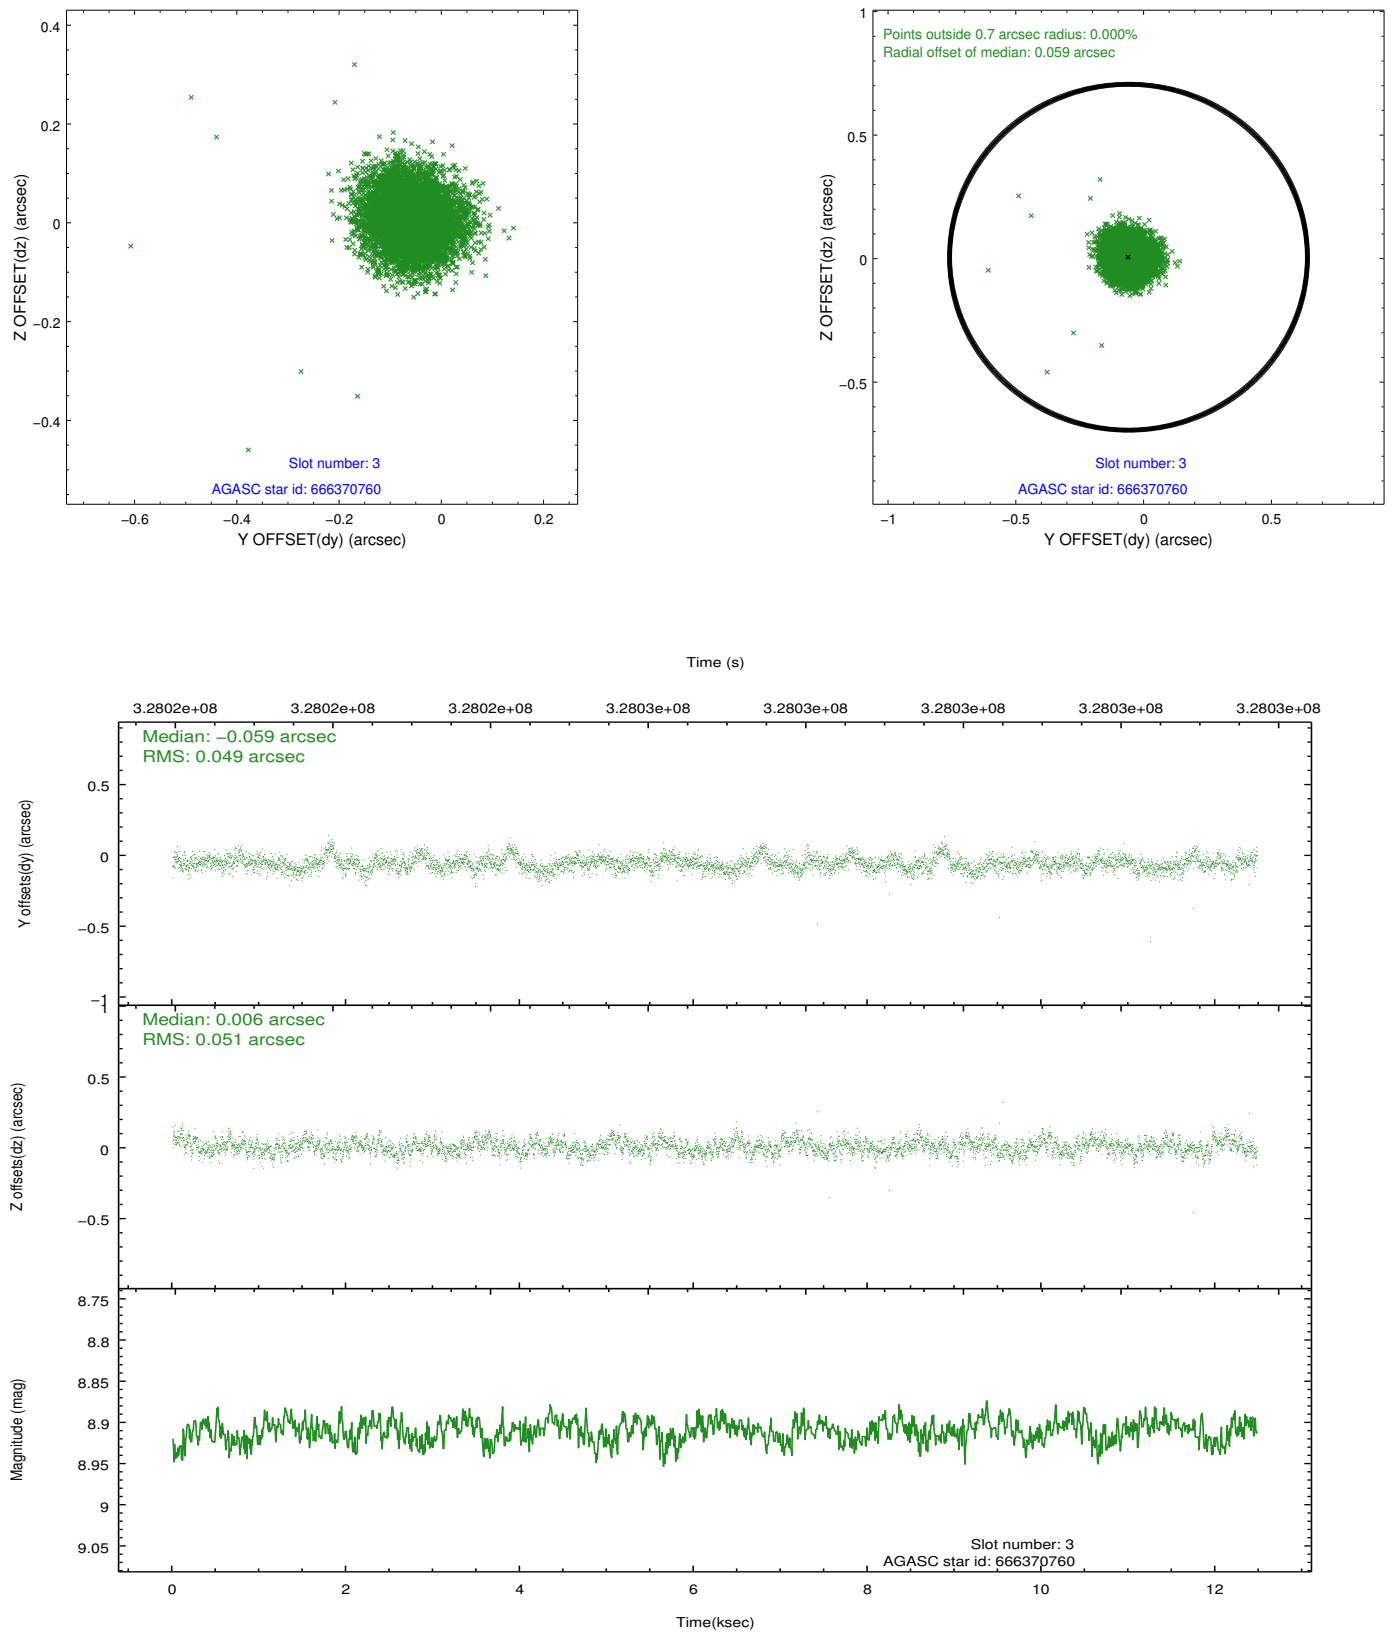 0.4
0.2
0
−0.2
−0.4
Z OFFSET(dz) (arcsec)
Slot number: 3
AGASC star id: 666370760
−0.6 −0.4 −0.2 0 0.2
Y OFFSET(dy) (arcsec)
Points outside 0.7 arcsec radius: 0.000%
Radial offset of median: 0.059 arcsec
1
0.5
0
−0.5
Z OFFSET(dz) (arcsec)
Slot number: 3
AGASC star id: 666370760
−1 −0.5 0 0.5
Y OFFSET(dy) (arcsec)
Time (s)
3.2802e+08 3.2802e+08 3.2802e+08 3.2803e+08 3.2803e+08 3.2803e+08 3.2803e+08 3.2803e+08
Median: −0.059 arcsec
RMS: 0.049 arcsec
0.5
0
−0.5
−1
Y offsets(dy) (arcsec)
Median: 0.006 arcsec
RMS: 0.051 arcsec
1
0.5
0
−0.5
Z offsets(dz) (arcsec)
8.75
8.8
8.85
8.9
8.95
9
9.05
Magnitude (mag)
Slot number: 3
AGASC star id: 666370760
0 2 4 6 8 10 12
Time(ksec)